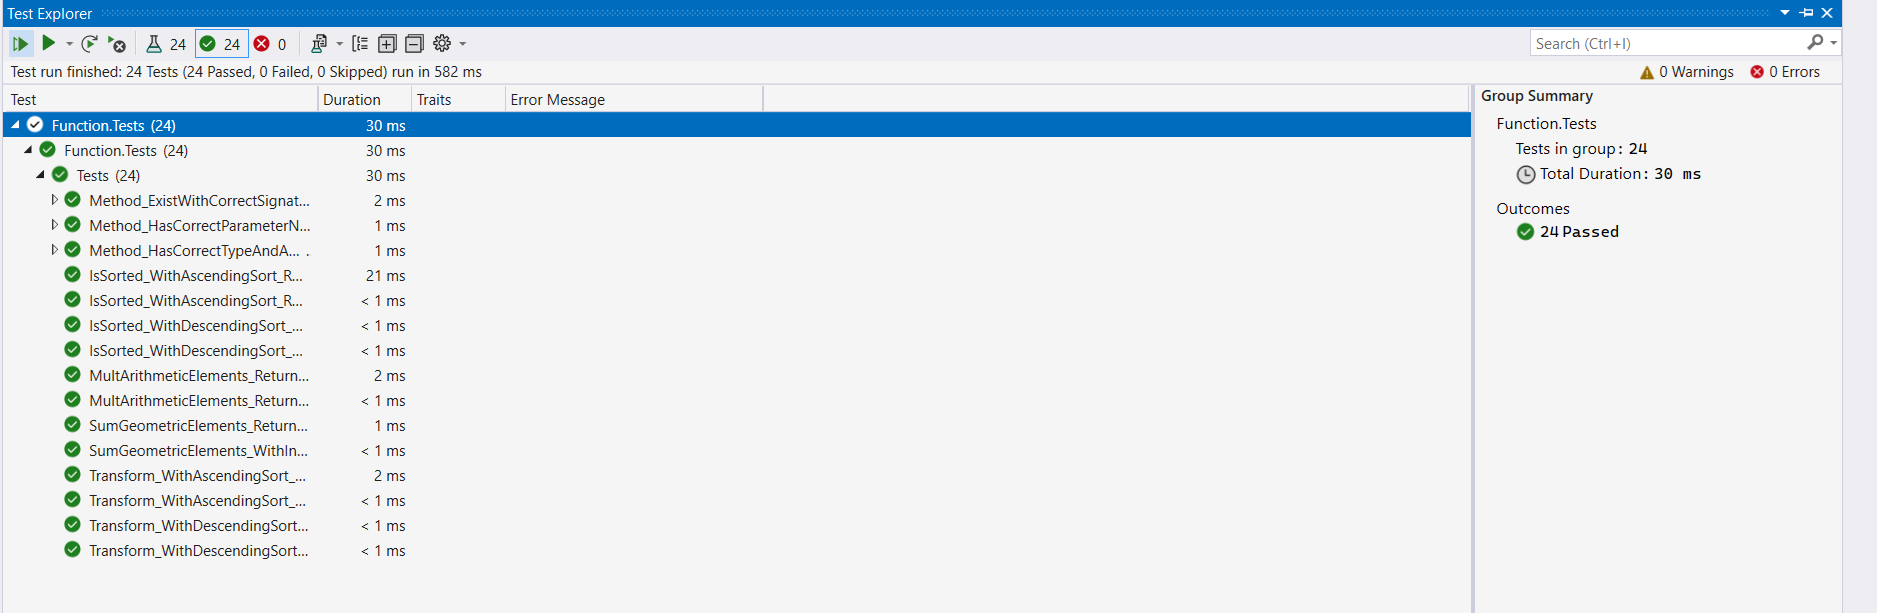 Test Explorer
24 24 0 Search (Ctrl+I)
Test run finished: 24 Tests (24 Passed, 0 Failed, 0 Skipped) run in 582 ms 0 Warnings 0 Errors
Test Duration Traits Error Message
Function.Tests (24) 30 ms
Function.Tests (24) 30 ms
Tests (24) 30 ms
Method_ExistWithCorrectSignat... 2 ms
Method_HasCorrectParameterN... 1 ms
Method_HasCorrectTypeAndA... . 1 ms
IsSorted_WithAscendingSort_R... 21 ms
IsSorted_WithAscendingSort_R... < 1 ms
IsSorted_WithDescendingSort_... < 1 ms
IsSorted_WithDescendingSort_... < 1 ms
MultArithmeticElements_Return... 2 ms
MultArithmeticElements_Return... < 1 ms
SumGeometricElements_Return... 1 ms
SumGeometricElements_WithIn... < 1 ms
Transform_WithAscendingSort_... 2 ms
Transform_WithAscendingSort_... < 1 ms
Transform_WithDescendingSort... < 1 ms
Transform_WithDescendingSort... < 1 ms
Group Summary
Function.Tests
Tests in group: 24
Total Duration: 30 ms
Outcomes
24 Passed